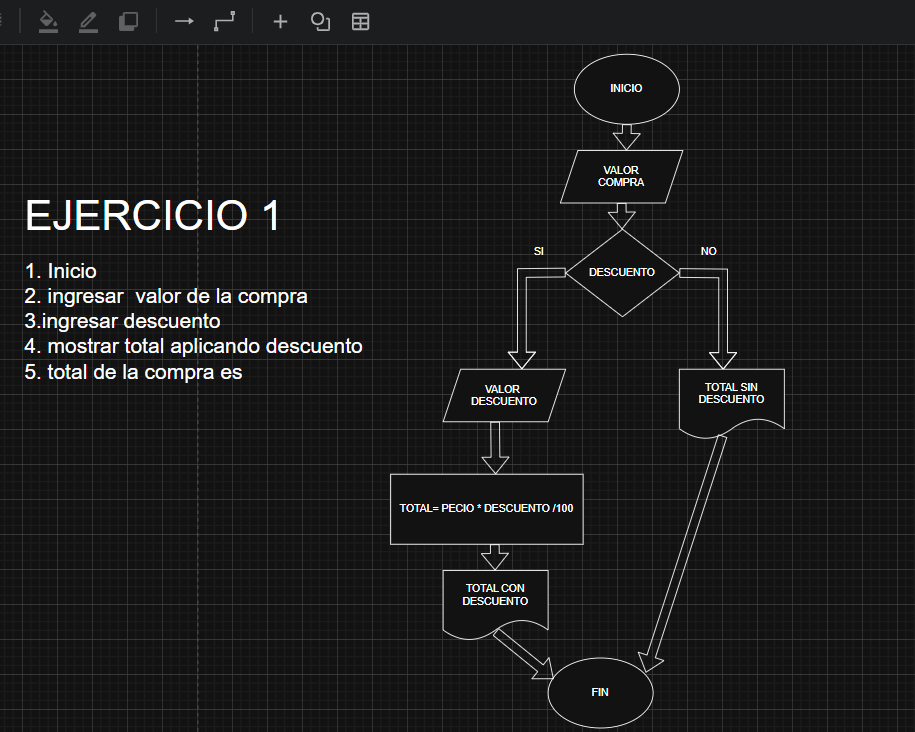 INICIO
VALOR
COMPRA
EJERCICIO 1
1. Inicio
2. ingresar  valor de la compra
3.ingresar descuento
4. mostrar total aplicando descuento
5. total de la compra es
SI
NO
DESCUENTO
VALOR
DESCUENTO
TOTAL SIN
DESCUENTO
TOTAL= PECIO * DESCUENTO /100
TOTAL CON
DESCUENTO
FIN